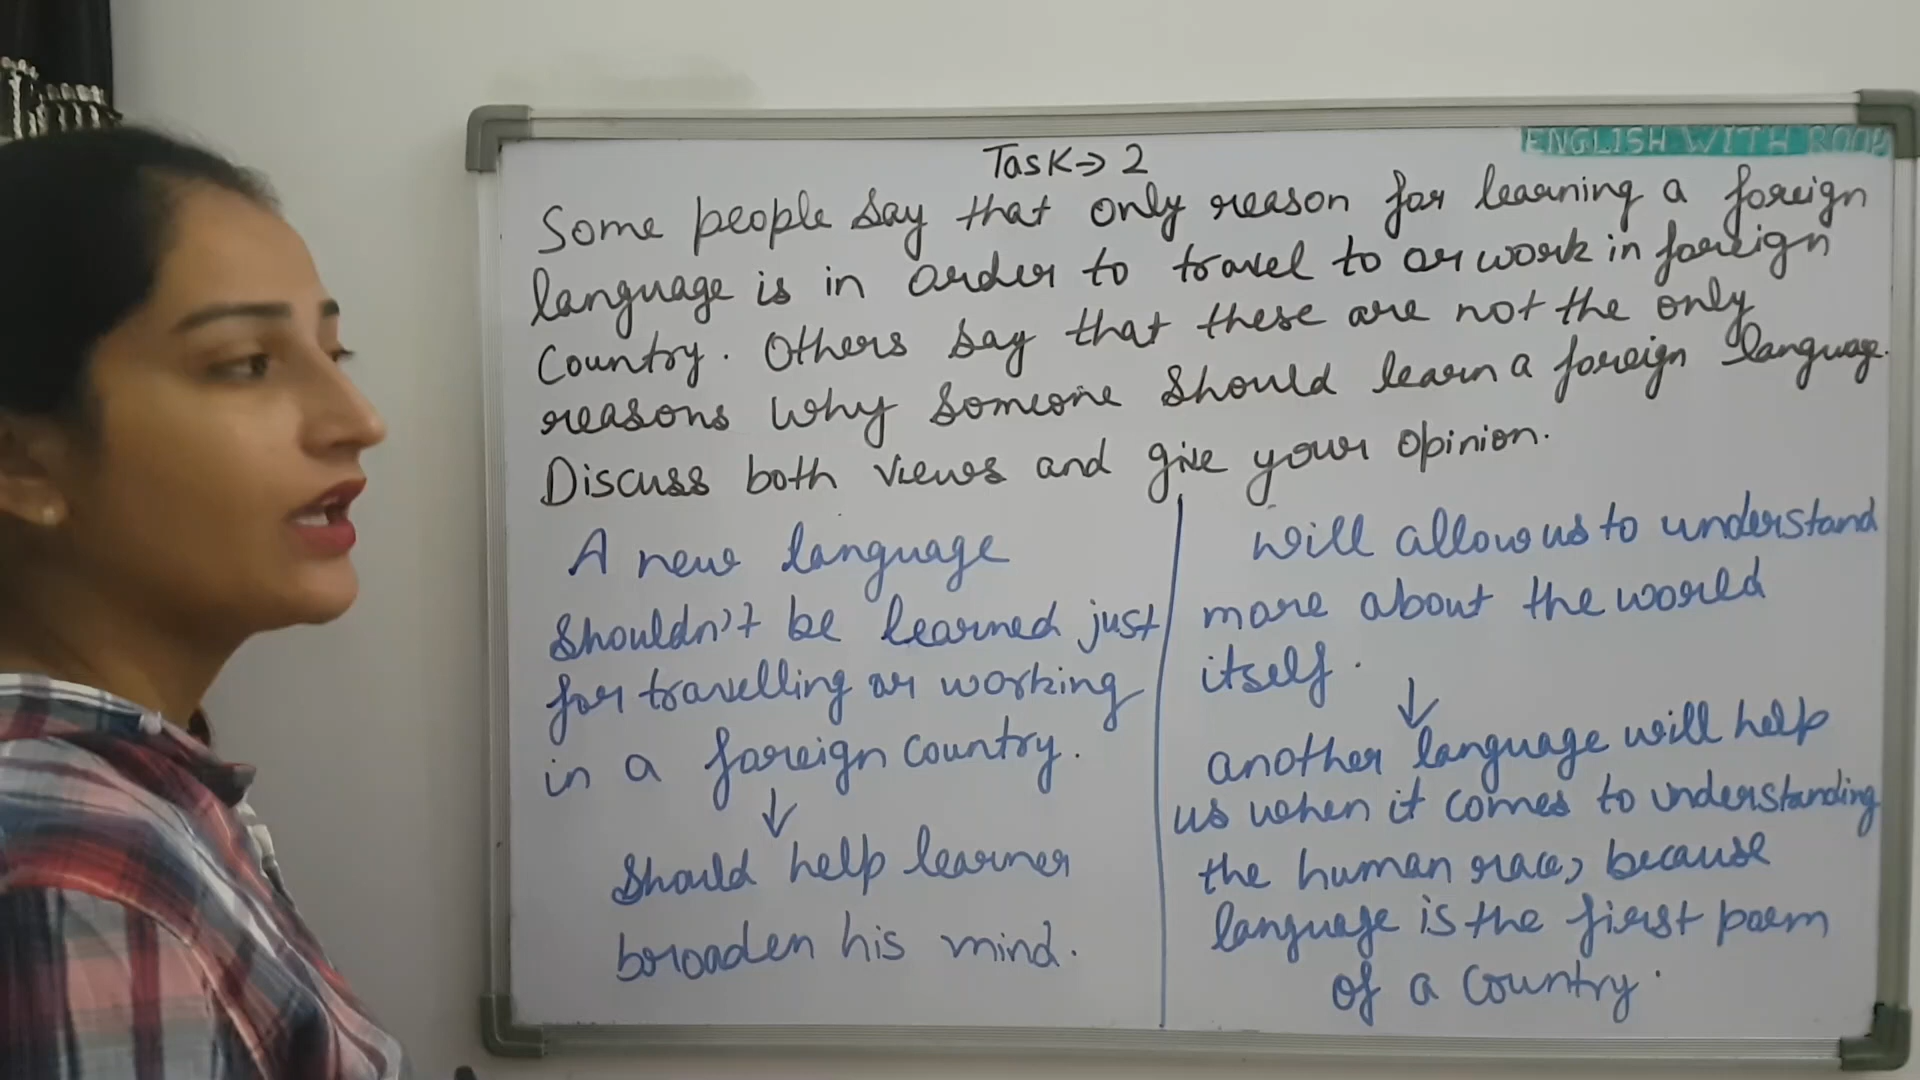 ENGLISH WITH ROOP
Task→2
Some people say that only reason for learning a foreign
language is in order to travel to or work in foreign
Country. Others say that these are not the only
reasons why someone should learn a foreign language.
Discuss both views and give your opinion.
A new language
shouldn't be learned just
for travelling or working
in a foreign country.
↓
Should help learner
broaden his mind.
will allow us to understand
more about the world
itself.
↓
another language will help
us when it comes to understanding
the human race, because
language is the first poem
of a country.